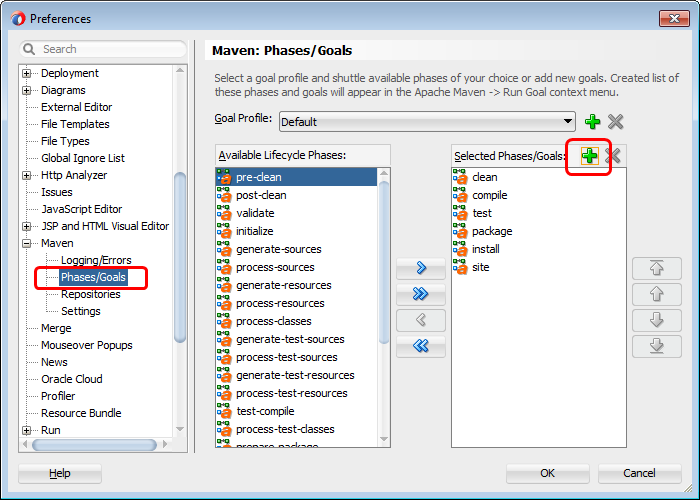 Preferences
Search
Deployment
Diagrams
External Editor
File Templates
File Types
Global Ignore List
Http Analyzer
Issues
JavaScript Editor
JSP and HTML Visual Editor
Maven
Logging/Errors
Phases/Goals
Repositories
Settings
Merge
Mouseover Popups
News
Oracle Cloud
Profiler
Resource Bundle
Run
Maven: Phases/Goals
Select a goal profile and shuttle available phases of your choice or add new goals. Created list
of these phases and goals will appear in the Apache Maven -> Run Goal context menu.
Goal Profile: Default
Available Lifecycle Phases:
pre-clean
post-clean
validate
initialize
generate-sources
process-sources
generate-resources
process-resources
process-classes
generate-test-sources
process-test-sources
generate-test-resources
process-test-resources
test-compile
process-test-classes
prepare-package
Selected Phases/Goals:
clean
compile
test
package
install
site
Help
OK
Cancel